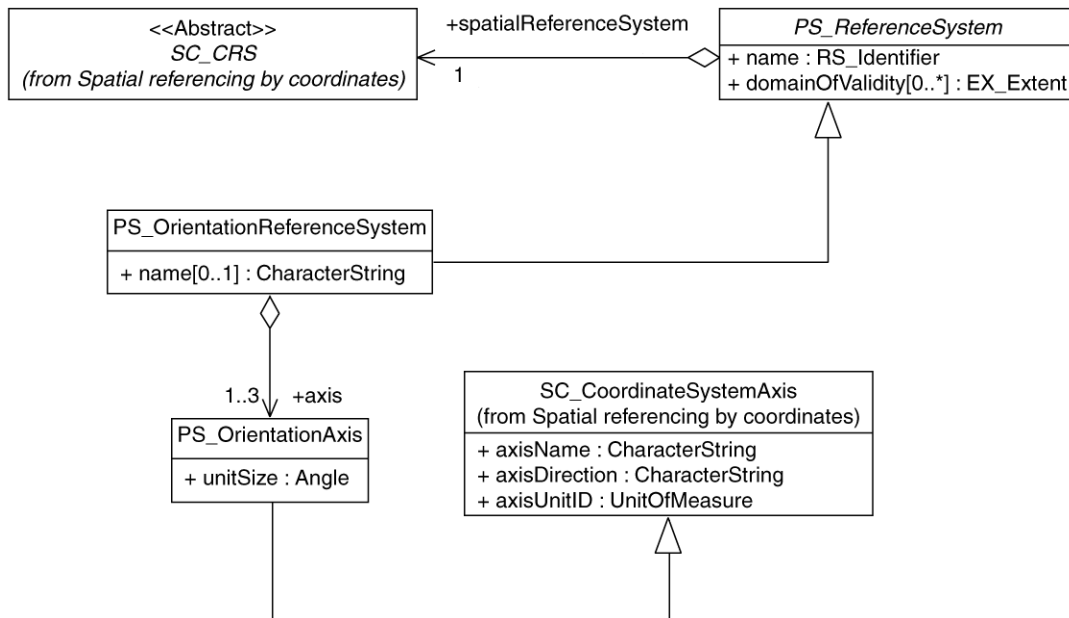 <<Abstract>>
SC_CRS
(from Spatial referencing by coordinates)
+spatialReferenceSystem
1
PS_ReferenceSystem
+ name : RS_Identifier
+ domainOfValidity[0..*] : EX_Extent
PS_OrientationReferenceSystem
+ name[0..1] : CharacterString
1..3 +axis
PS_OrientationAxis
+ unitSize : Angle
SC_CoordinateSystemAxis
(from Spatial referencing by coordinates)
+ axisName : CharacterString
+ axisDirection : CharacterString
+ axisUnitID : UnitOfMeasure